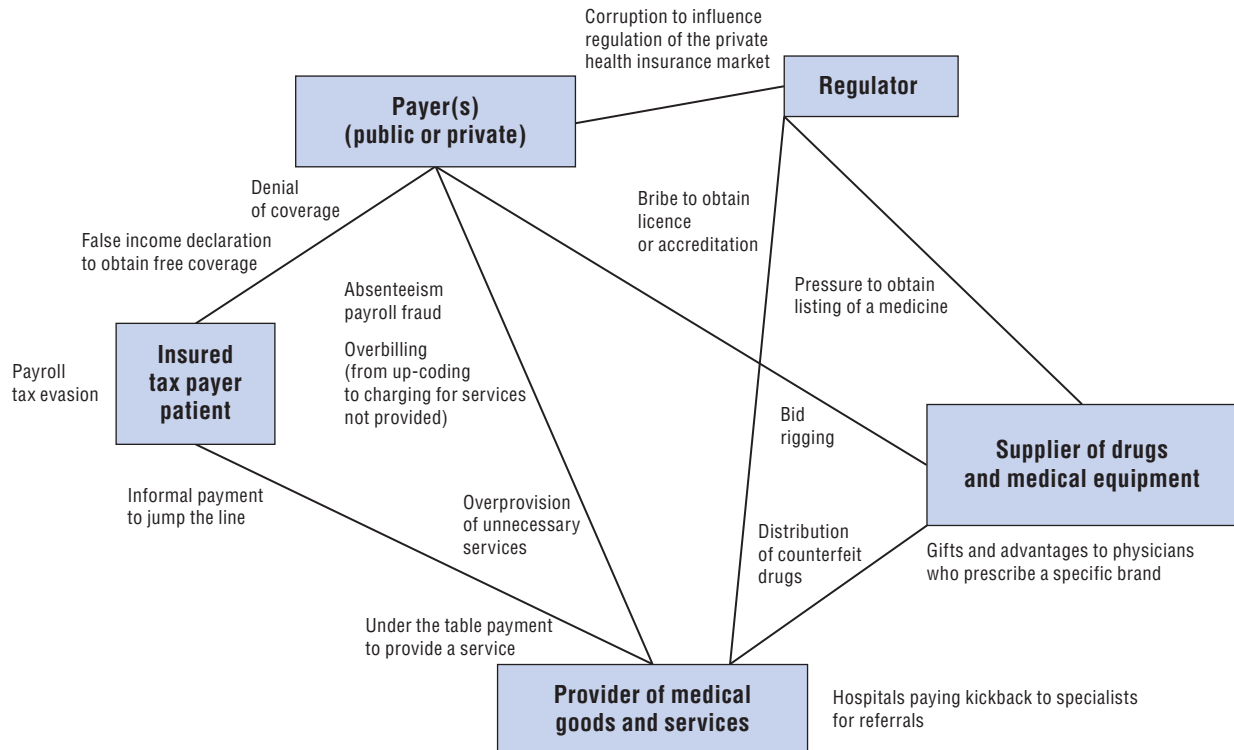 Corruption to influence
regulation of the private
health insurance market
Payer(s)
(public or private)
Regulator
Denial
of coverage
Bribe to obtain
licence
or accreditation
False income declaration
to obtain free coverage
Absenteeism
payroll fraud
Pressure to obtain
listing of a medicine
Insured
tax payer
patient
Payroll
tax evasion
Overbilling
(from up-coding
to charging for services
not provided)
Bid
rigging
Supplier of drugs
and medical equipment
Informal payment
to jump the line
Overprovision
of unnecessary
services
Distribution
of counterfeit
drugs
Gifts and advantages to physicians
who prescribe a specific brand
Under the table payment
to provide a service
Provider of medical
goods and services
Hospitals paying kickback to specialists
for referrals